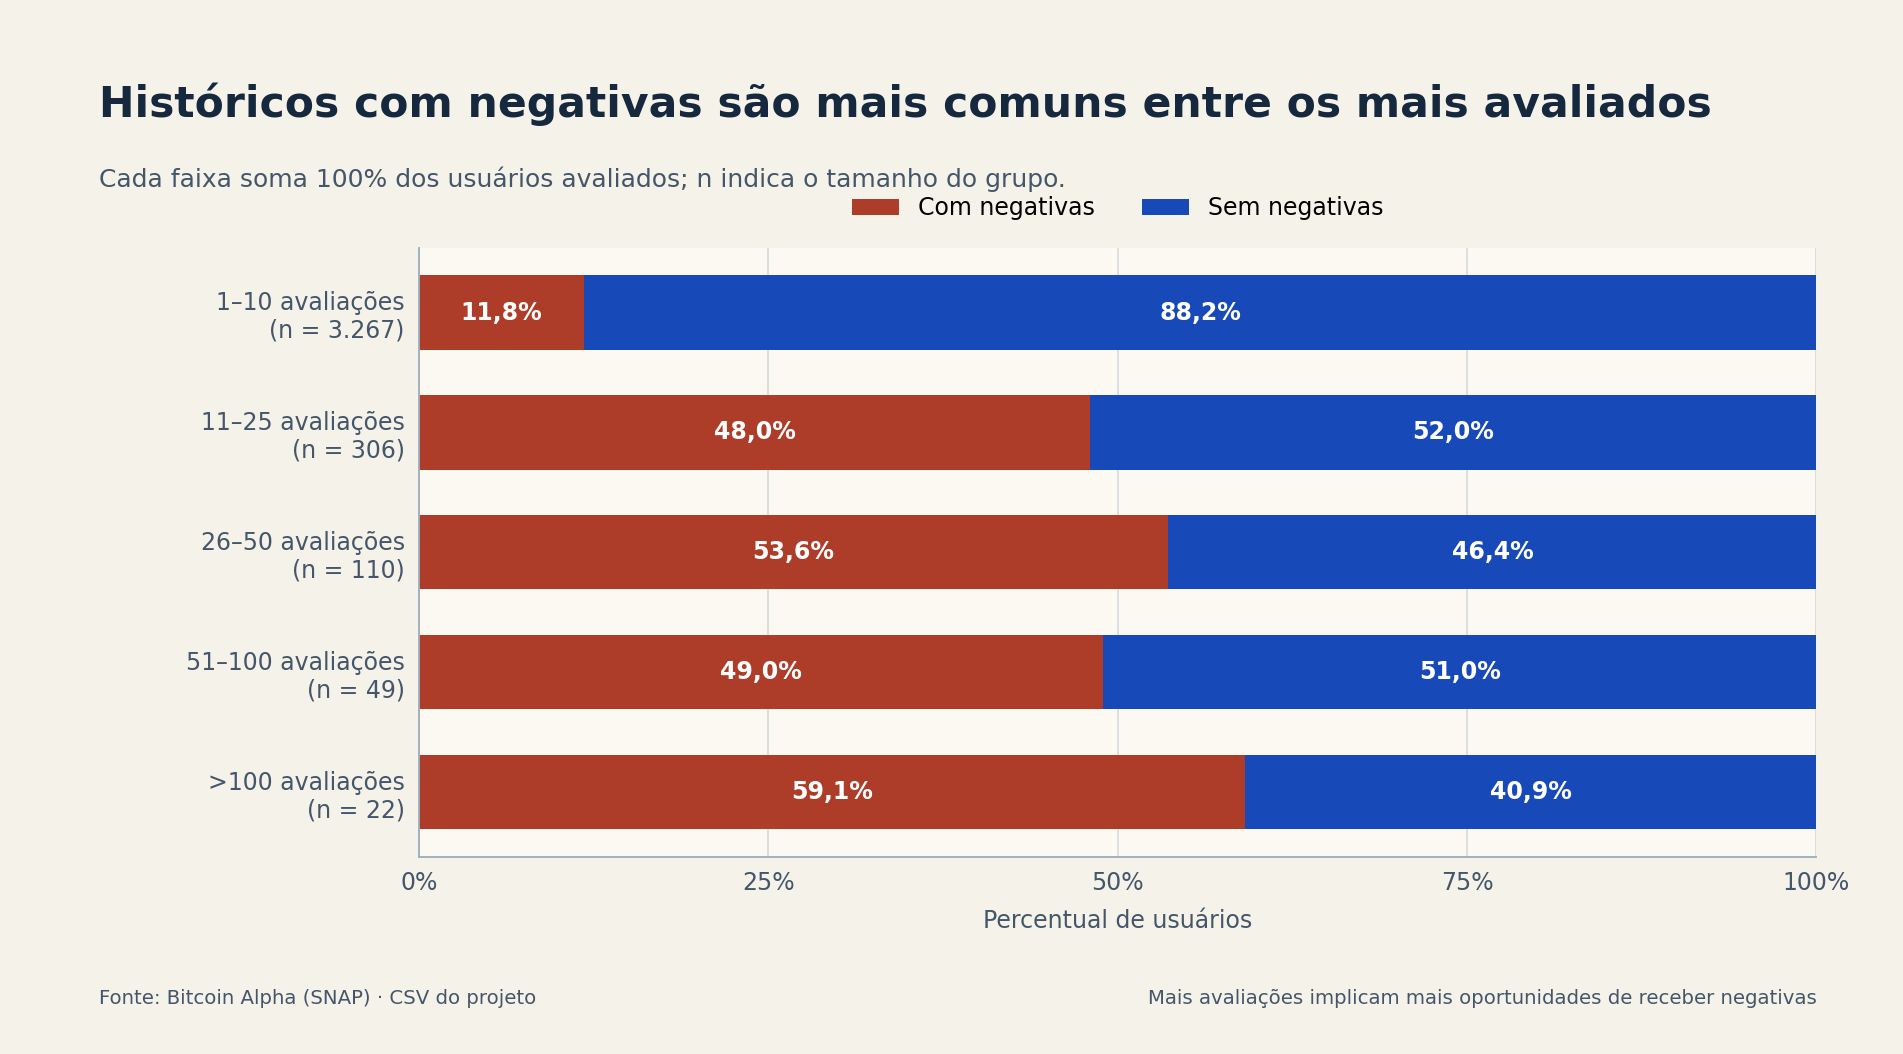 Históricos com negativas são mais comuns entre os mais avaliados
Cada faixa soma 100% dos usuários avaliados; n indica o tamanho do grupo.
Com negativas
Sem negativas
1–10 avaliações
(n = 3.267)
11,8%
88,2%
11–25 avaliações
(n = 306)
48,0%
52,0%
26–50 avaliações
(n = 110)
53,6%
46,4%
51–100 avaliações
(n = 49)
49,0%
51,0%
>100 avaliações
(n = 22)
59,1%
40,9%
0%
25%
50%
75%
100%
Percentual de usuários
Fonte: Bitcoin Alpha (SNAP) · CSV do projeto
Mais avaliações implicam mais oportunidades de receber negativas